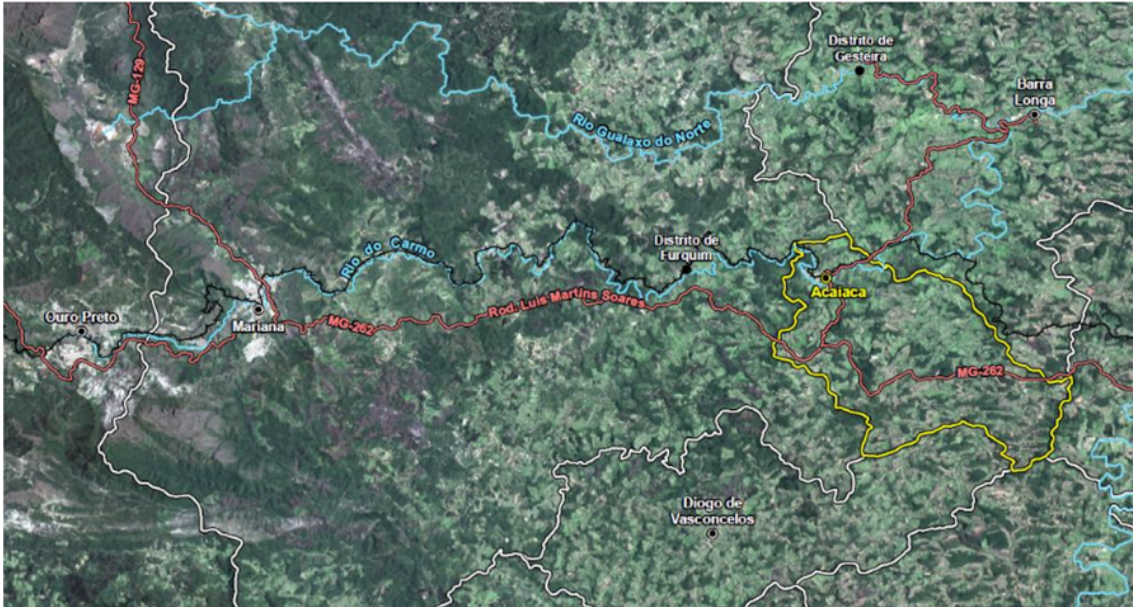 Distrito de
Gesteira
MG-129
Barra
Longa
Rio Gualaxo do Norte
Rio do Carmo
Distrito de
Furquim
Acaiaca
Rod. Luis Martins Soares
Ouro Preto
Mariana
MG-262
MG-262
Diogo de
Vasconcelos